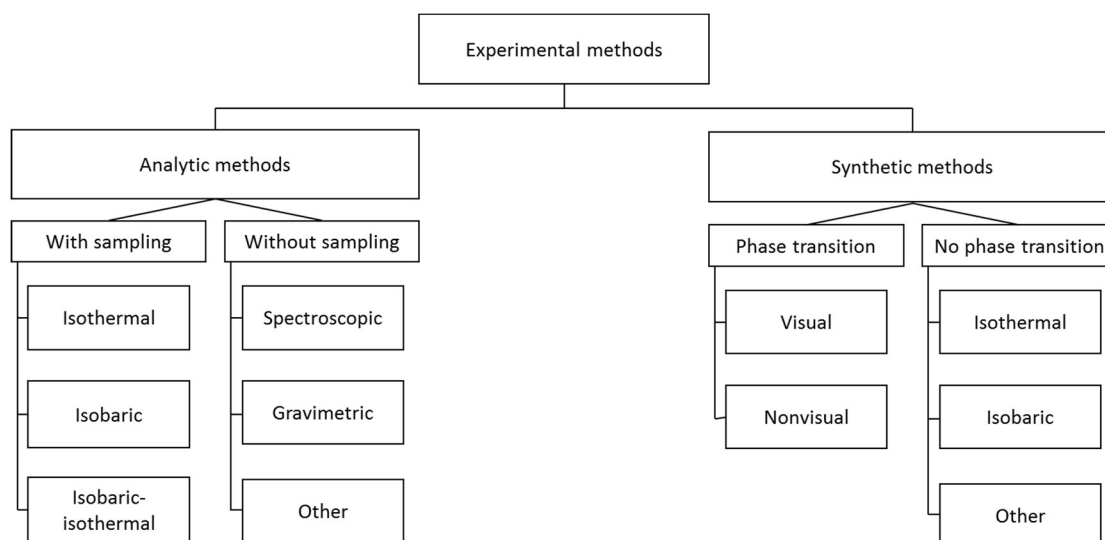 Experimental methods
Analytic methods
Synthetic methods
With sampling
Without sampling
Phase transition
No phase transition
Isothermal
Spectroscopic
Visual
Isothermal
Isobaric
Gravimetric
Nonvisual
Isobaric
Isobaric-
isothermal
Other
Other